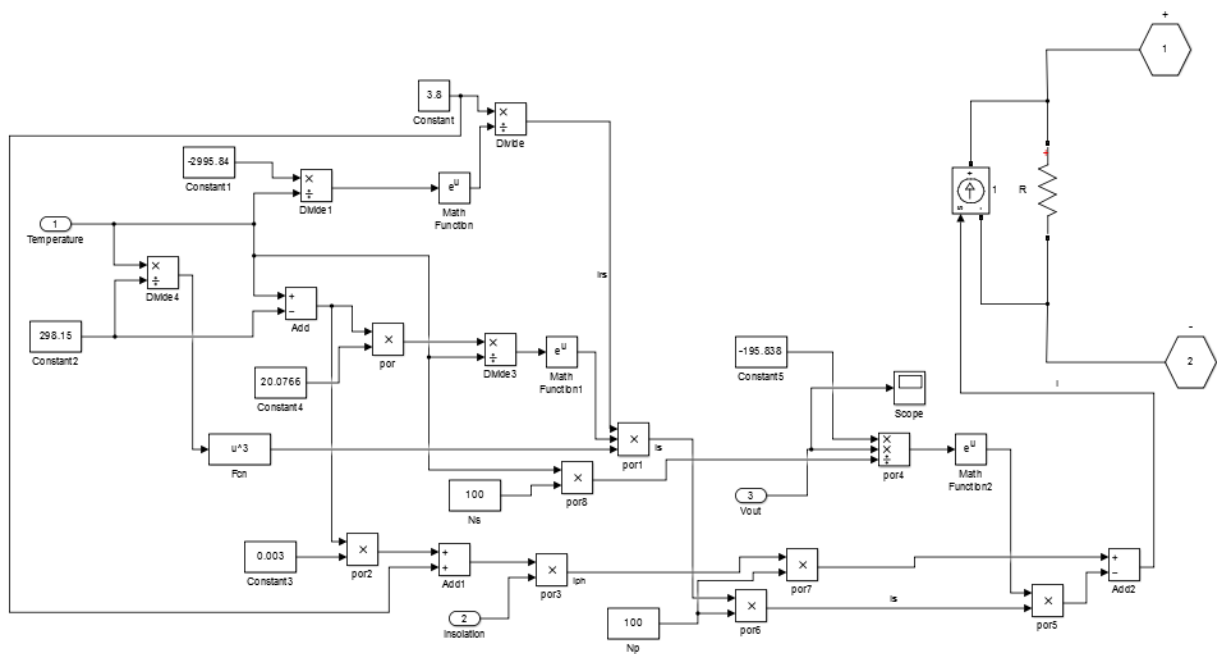 +
1
3.8
Constant
×
÷
Divide
-2995.84
Constant1
×
÷
Divide1
e^u
Math
Function
+
s
-
1
R
+
1
Temperature
×
÷
Divide4
Irs
+
−
Add
298.15
Constant2
×
por
×
÷
Divide3
e^u
Math
Function1
20.0766
Constant4
-195.838
Constant5
-
2
I
Scope
u^3
Fcn
×
por1
Is
×
×
÷
por4
e^u
Math
Function2
100
Ns
×
por8
3
Vout
0.003
Constant3
×
por2
+
+
Add1
×
por3
Iph
×
por7
+
−
Add2
2
Insolation
100
Np
×
por6
Is
×
por5